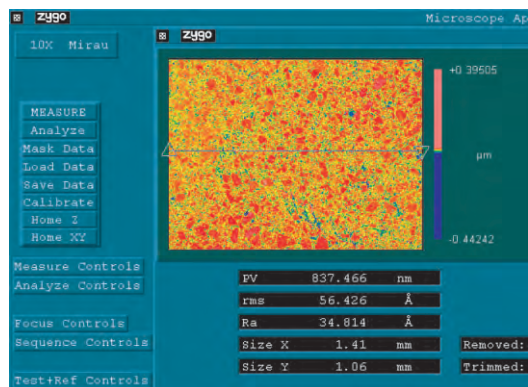 zygo
Microscope Ap
10X Mirau
zygo
+0.39505
μm
-0.44242
MEASURE
Analyze
Mask Data
Load Data
Save Data
Calibrate
Home Z
Home XY
Measure Controls
Analyze Controls
Focus Controls
Sequence Controls
Test+Ref Controls
PV 837.466 nm
rms 56.426 Å
Ra 34.814 Å
Size X 1.41 mm
Size Y 1.06 mm
Removed:
Trimmed: